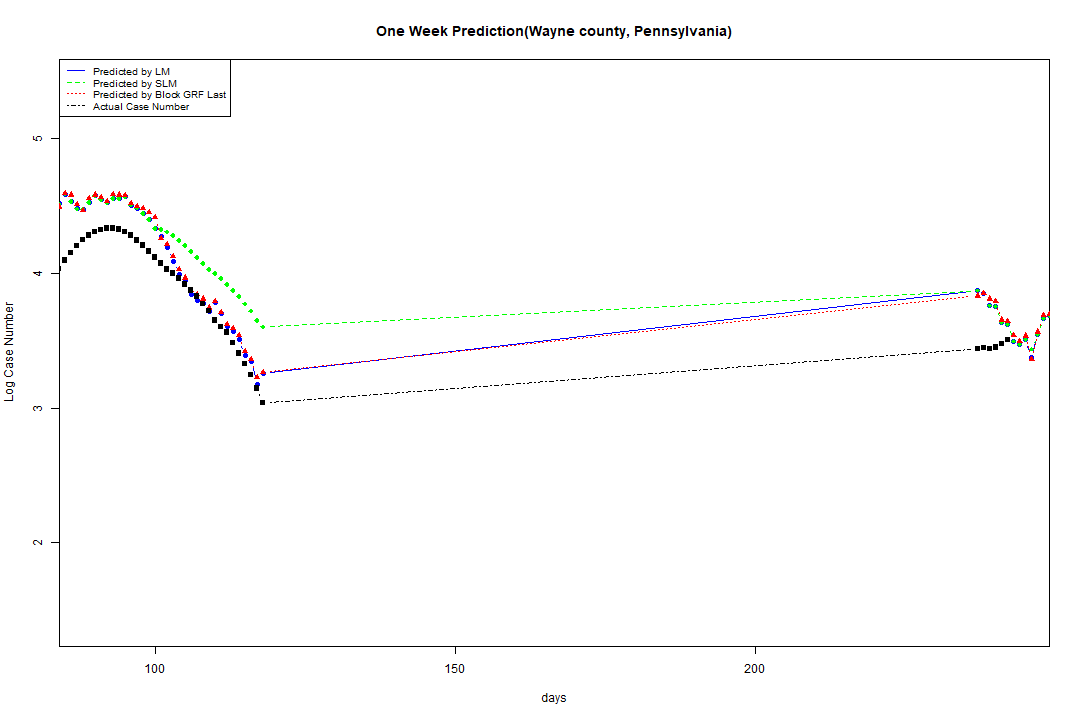 One Week Prediction(Wayne county, Pennsylvania)
Predicted by LM
Predicted by SLM
Predicted by Block GRF Last
Actual Case Number
5
4
3
2
Log Case Number
100
150
200
days